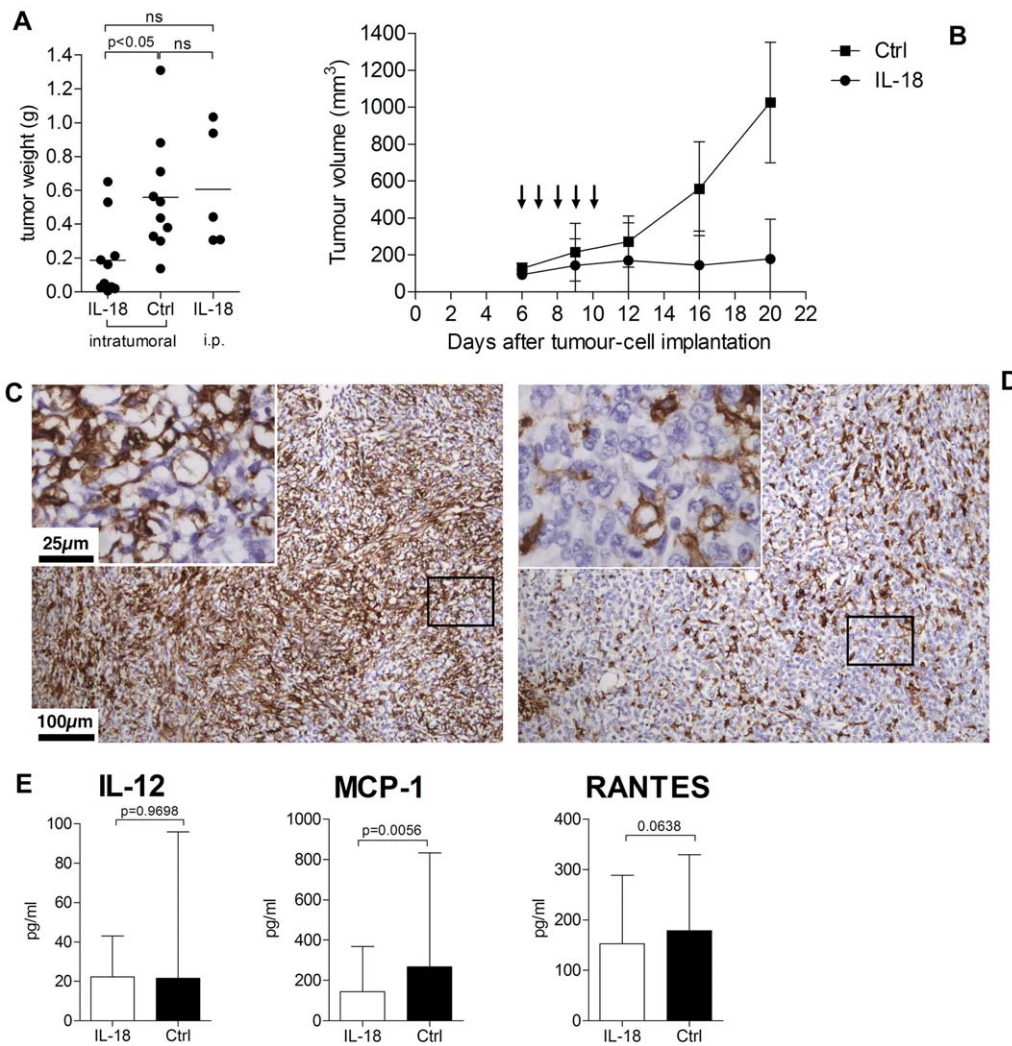 A
ns
p<0.05
ns
tumor weight (g)
1.4
1.2
1.0
0.8
0.6
0.4
0.2
0.0
IL-18 Ctrl IL-18
intratumoral i.p.
B
Ctrl
IL-18
Tumour volume (mm³)
1400
1200
1000
800
600
400
200
0
0 2 4 6 8 10 12 14 16 18 20 22
Days after tumour-cell implantation
C
25µm
100µm
D
E
IL-12
p=0.9698
pg/ml
100
80
60
40
20
0
IL-18 Ctrl
MCP-1
p=0.0056
pg/ml
1000
800
600
400
200
0
IL-18 Ctrl
RANTES
0.0638
pg/ml
400
300
200
100
0
IL-18 Ctrl